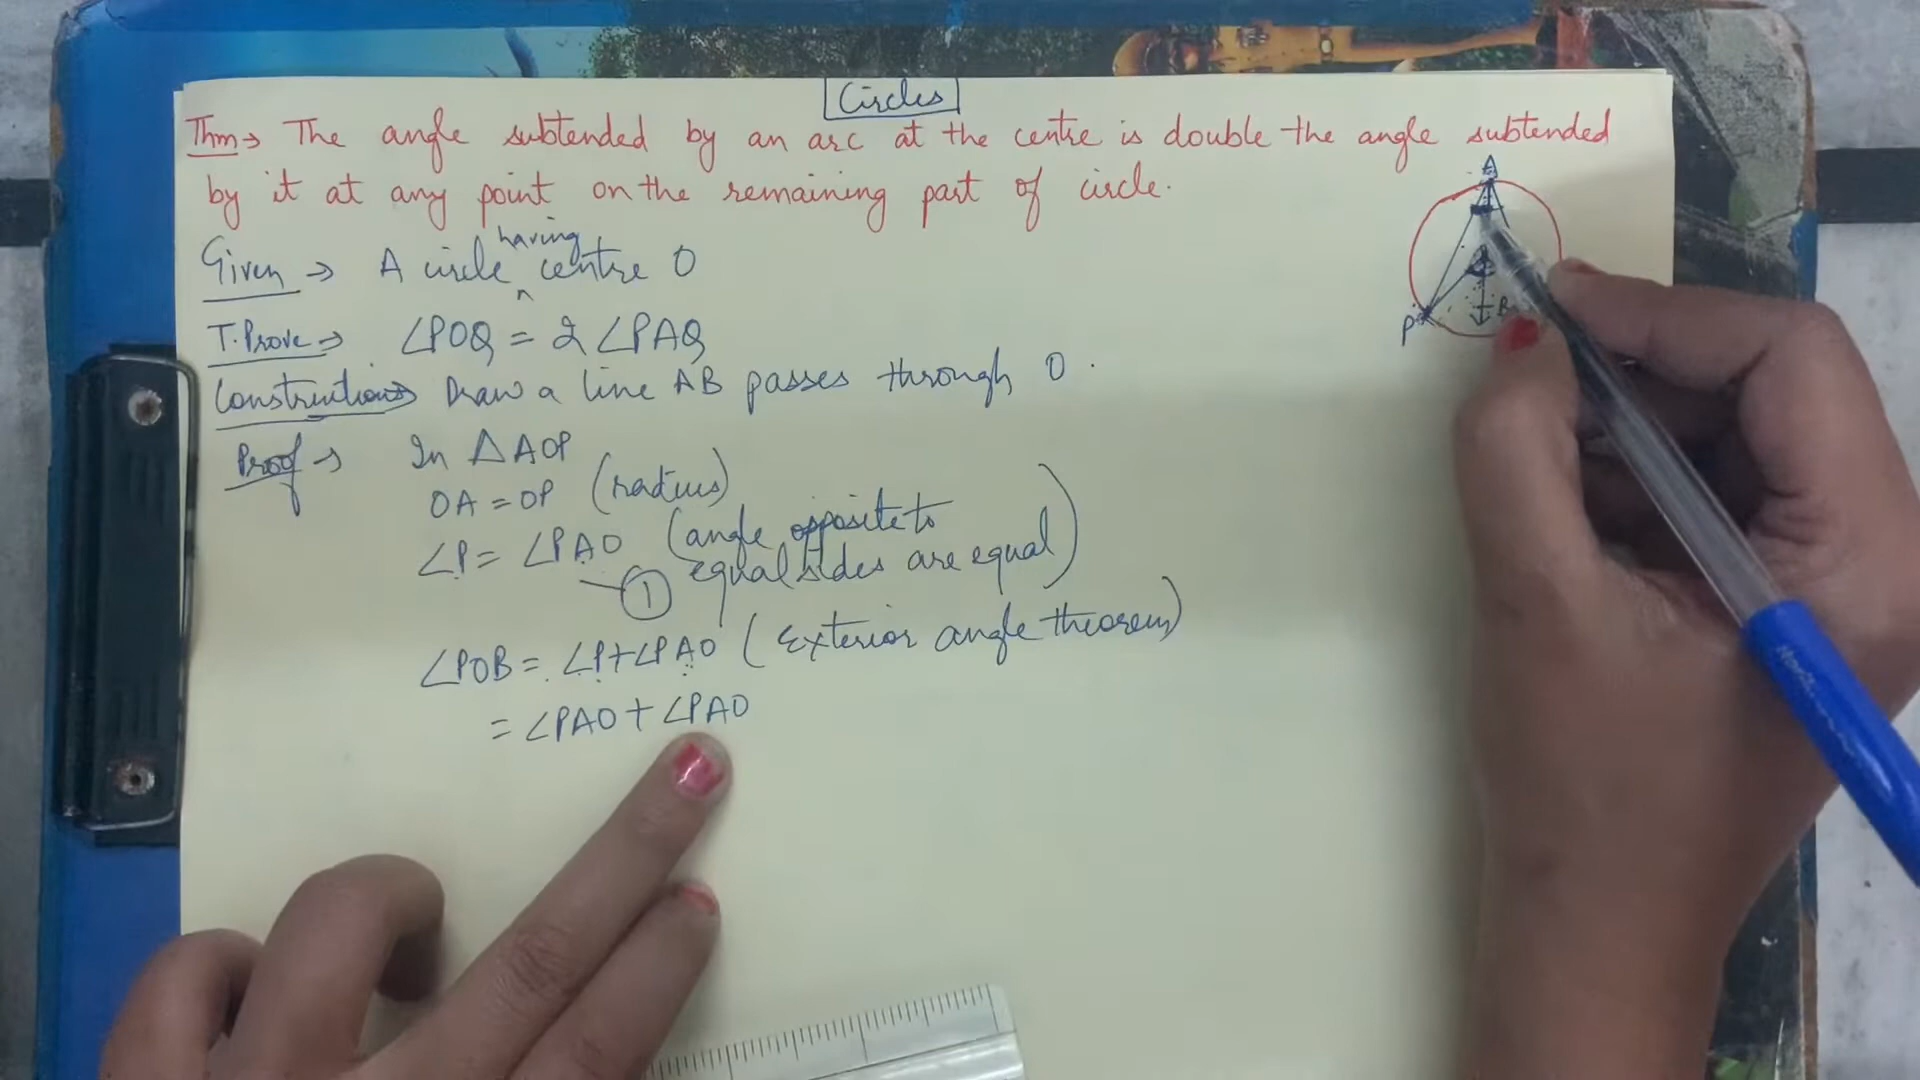 Circles
Thm→ The angle subtended by an arc at the centre is double the angle subtended
by it at any point on the remaining part of circle.
Given → A circle having centre O
T.Prove → ∠POQ = 2 ∠PAQ
Construction→ Draw a line AB passes through O.
Proof → In △AOP
OA = OP (radius)
∠P = ∠PAO (angle opposite to
equal sides are equal)
①
∠POB = ∠P+∠PAO (Exterior angle theorem)
= ∠PAO + ∠PAO
A
P
B